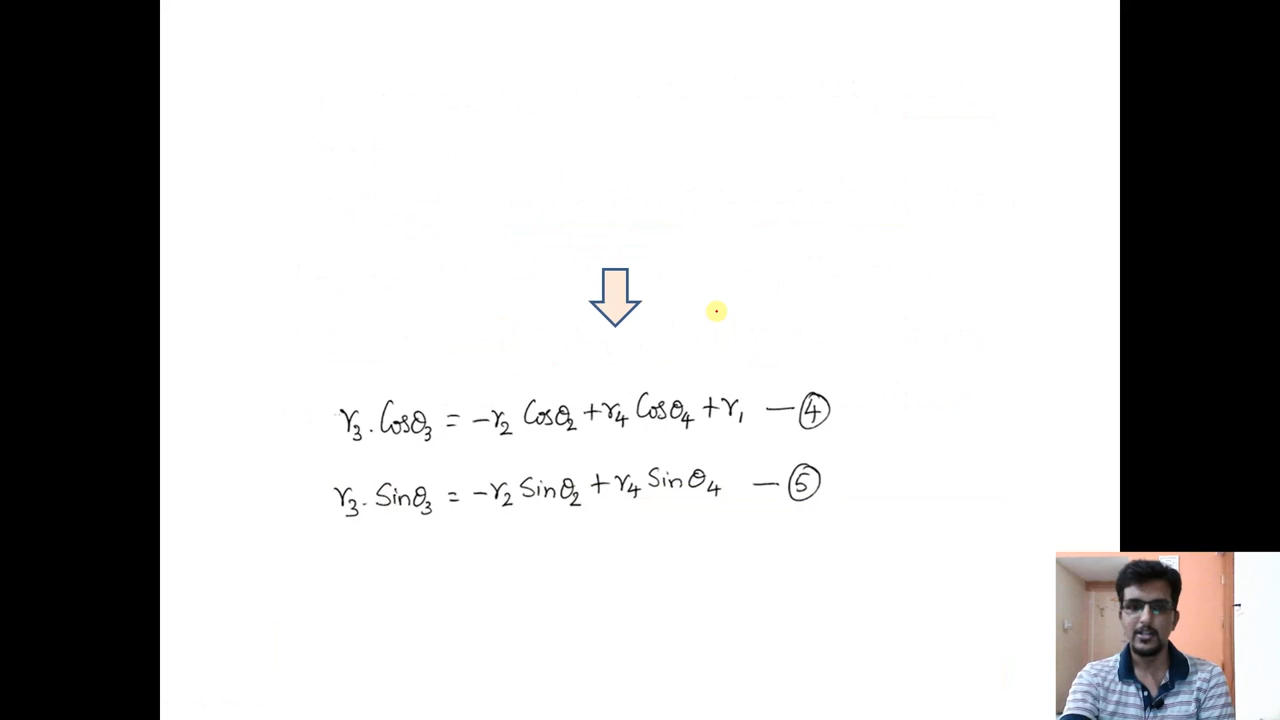 r₃. Cosθ₃ = -r₂ Cosθ₂ + r₄ Cosθ₄ + r₁ — ④
r₃. Sinθ₃ = -r₂ Sinθ₂ + r₄ Sinθ₄ — ⑤